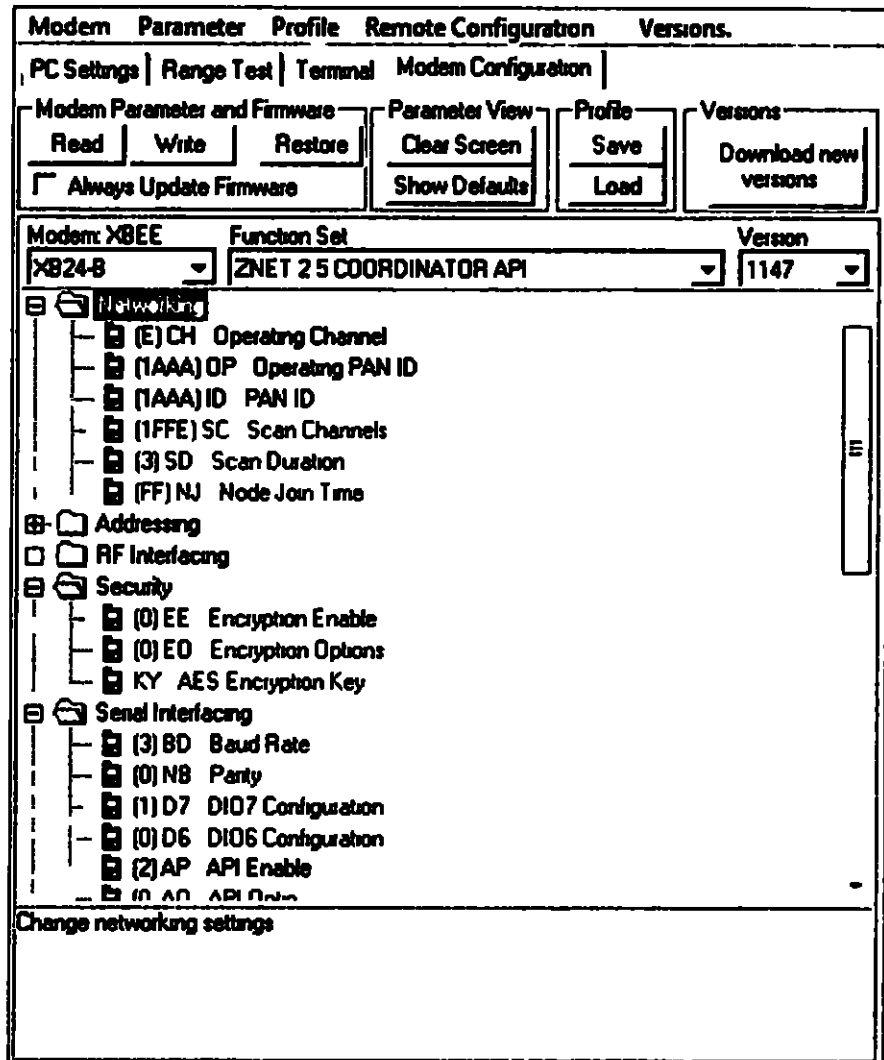 Modem Parameter Profile Remote Configuration Versions.
PC Settings Range Test Terminal Modem Configuration
Modem Parameter and Firmware Parameter View Profile Versions
Read Write Restore Clear Screen Save Download new versions
Always Update Firmware Show Defaults Load
Modem: XBEE Function Set Version
XB24-B ZNET 2 5 COORDINATOR API 1147
Networking
(E) CH Operating Channel
(1AAA) OP Operating PAN ID
(1AAA) ID PAN ID
(1FFE) SC Scan Channels
(3) SD Scan Duration
(FF) NJ Node Join Time
Addressing
RF Interfacing
Security
(0) EE Encryption Enable
(0) EO Encryption Options
KY AES Encryption Key
Serial Interfacing
(3) BD Baud Rate
(0) NB Parity
(1) D7 DIO7 Configuration
(0) D6 DIO6 Configuration
(2) AP API Enable
Change networking settings